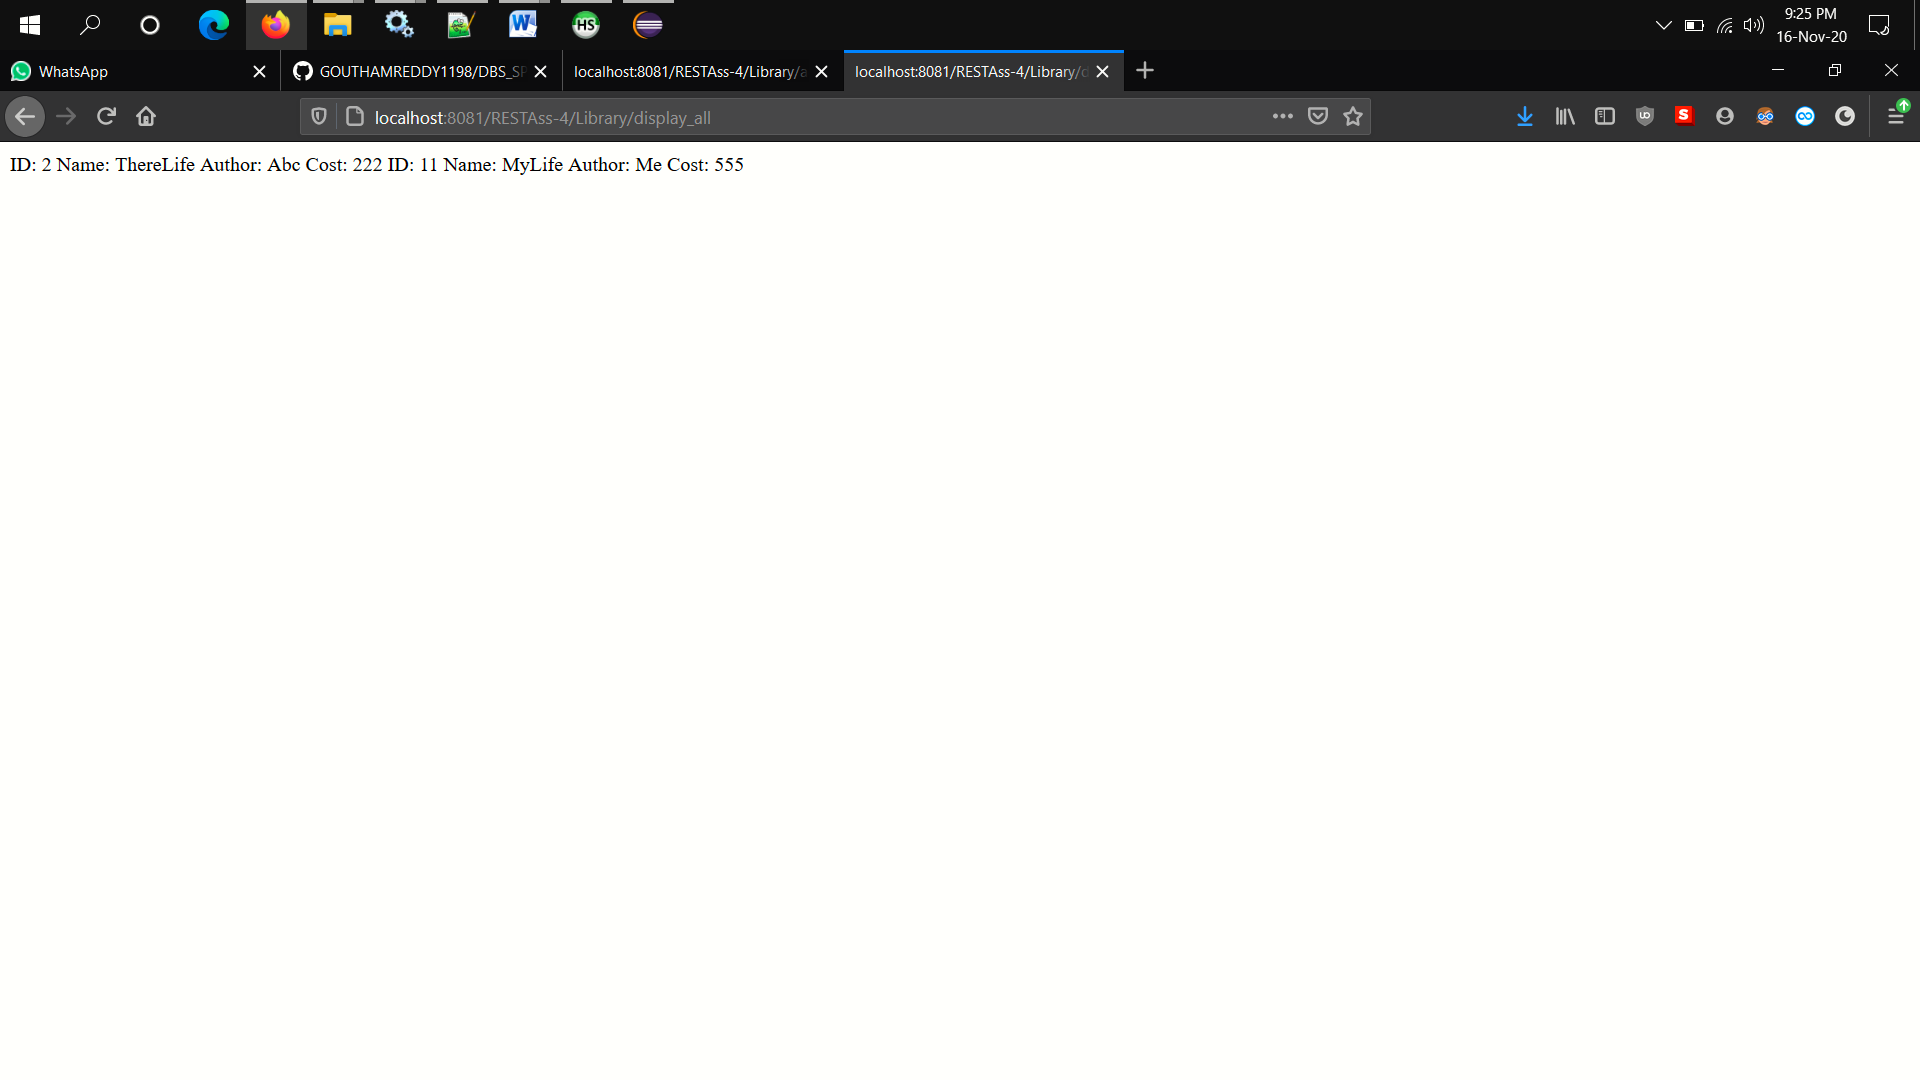 9:25 PM
16-Nov-20
WhatsApp
GOUTHAMREDDY1198/DBS_SP
localhost:8081/RESTAss-4/Library/a
localhost:8081/RESTAss-4/Library/d
localhost:8081/RESTAss-4/Library/display_all
ID: 2 Name: ThereLife Author: Abc Cost: 222 ID: 11 Name: MyLife Author: Me Cost: 555